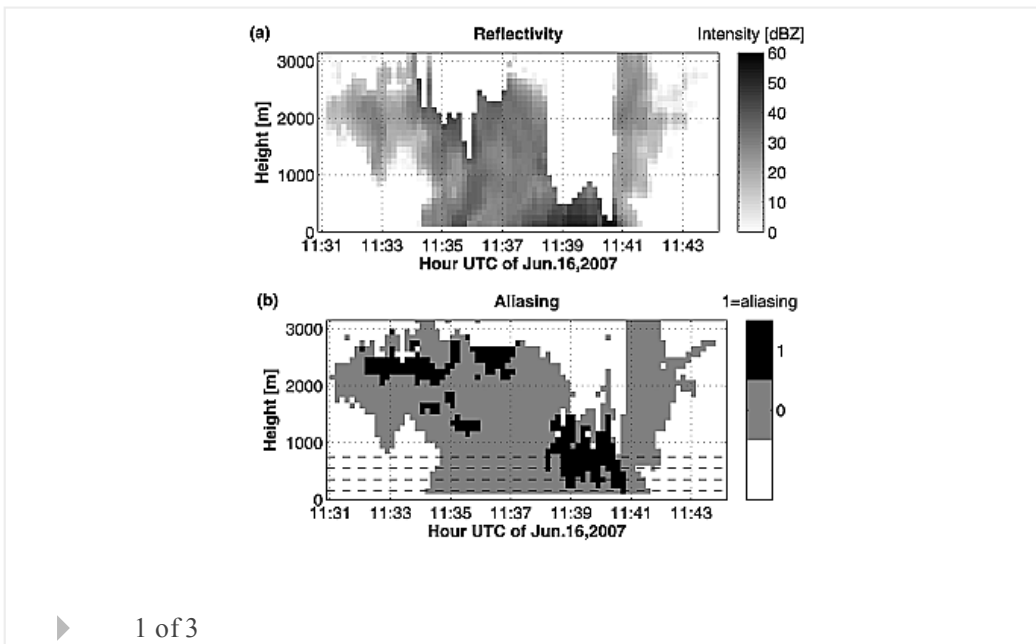 (a) Reflectivity Intensity [dBZ]
60
50
40
30
20
10
0
3000
2000
1000
0
Height [m]
11:31 11:33 11:35 11:37 11:39 11:41 11:43
Hour UTC of Jun.16,2007
(b) Aliasing 1=aliasing
3000
2000
1000
0
Height [m]
1
0
11:31 11:33 11:35 11:37 11:39 11:41 11:43
Hour UTC of Jun.16,2007
1 of 3